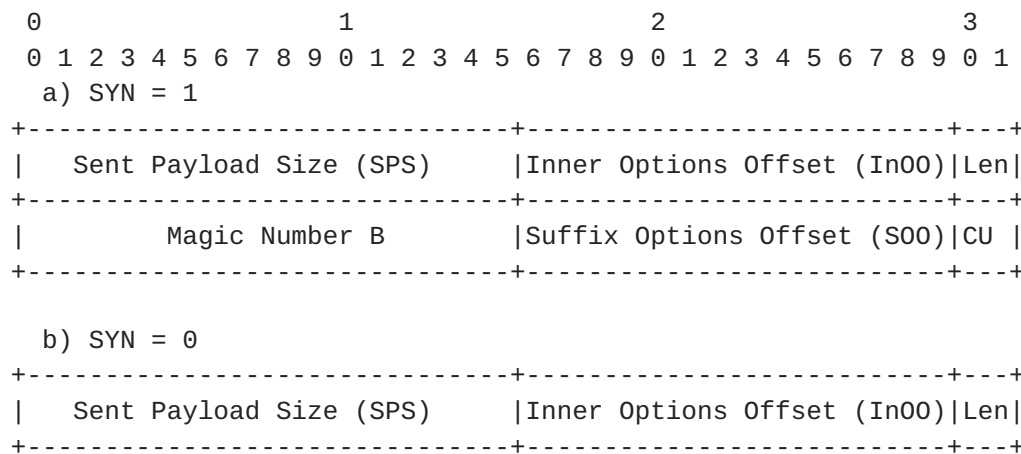 0                   1                   2                   3
 0 1 2 3 4 5 6 7 8 9 0 1 2 3 4 5 6 7 8 9 0 1 2 3 4 5 6 7 8 9 0 1
  a) SYN = 1
+-------------------------------+---------------------------+---+
|   Sent Payload Size (SPS)     |Inner Options Offset (InOO)|Len|
+-------------------------------+---------------------------+---+
|         Magic Number B        |Suffix Options Offset (SOO)|CU |
+-------------------------------+---------------------------+---+
  b) SYN = 0
+-------------------------------+---------------------------+---+
|   Sent Payload Size (SPS)     |Inner Options Offset (InOO)|Len|
+-------------------------------+---------------------------+---+